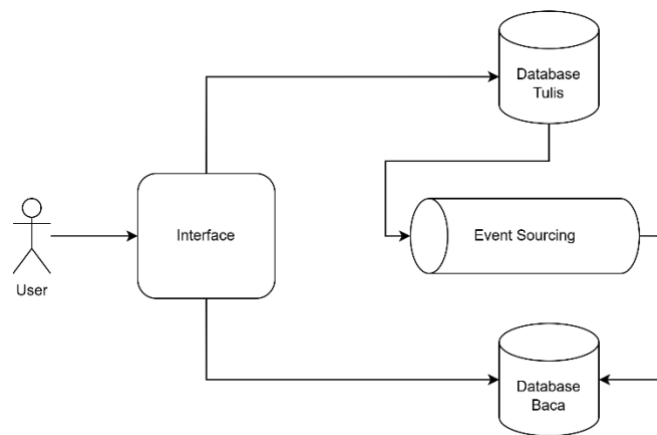 Database
Tulis
Interface
Event Sourcing
User
Database
Baca